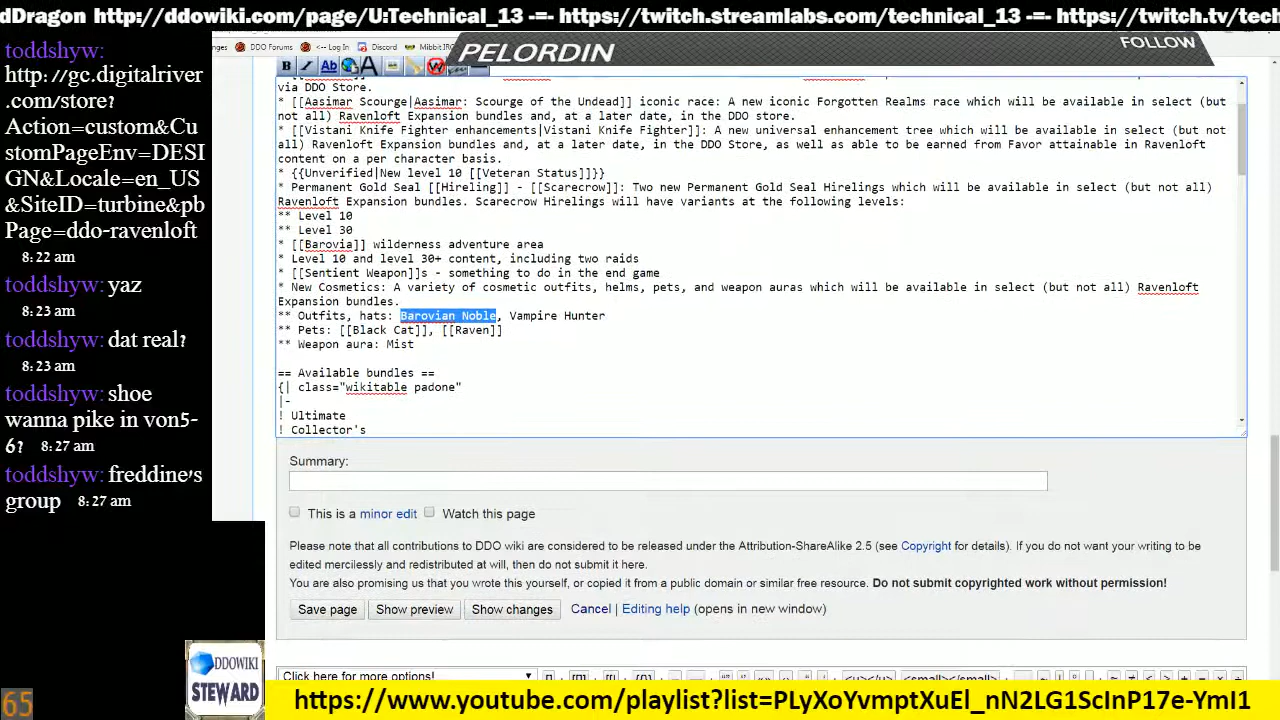 dDragon http://ddowiki.com/page/U:Technical_13 -=- https://twitch.streamlabs.com/technical_13 -=- https://twitch.tv/tech
toddshyw:
http://gc.digitalriver
.com/store?
Action=custom&Cu
stomPageEnv=DESI
GN&Locale=en_US
&SiteID=turbine&pb
Page=ddo-ravenloft
8:22 am
toddshyw: yaz
8:23 am
toddshyw: dat real?
8:23 am
toddshyw: shoe
wanna pike in von5-
6? 8:27 am
toddshyw: freddine's
group 8:27 am
nges DDO Forums <-- Log In Discord Mibbit IR
PELORDIN
FOLLOW
B I Ab A W
via DDO Store.
* [[Aasimar Scourge|Aasimar: Scourge of the Undead]] iconic race: A new iconic Forgotten Realms race which will be available in select (but
not all) Ravenloft Expansion bundles and, at a later date, in the DDO store.
* [[Vistani Knife Fighter enhancements|Vistani Knife Fighter]]: A new universal enhancement tree which will be available in select (but not
all) Ravenloft Expansion bundles and, at a later date, in the DDO Store, as well as able to be earned from Favor attainable in Ravenloft
content on a per character basis.
* {{Unverified|New level 10 [[Veteran Status]]}}
* Permanent Gold Seal [[Hireling]] - [[Scarecrow]]: Two new Permanent Gold Seal Hirelings which will be available in select (but not all)
Ravenloft Expansion bundles. Scarecrow Hirelings will have variants at the following levels:
** Level 10
** Level 30
* [[Barovia]] wilderness adventure area
* Level 10 and level 30+ content, including two raids
* [[Sentient Weapon]]s - something to do in the end game
* New Cosmetics: A variety of cosmetic outfits, helms, pets, and weapon auras which will be available in select (but not all) Ravenloft
Expansion bundles.
** Outfits, hats: Barovian Noble, Vampire Hunter
** Pets: [[Black Cat]], [[Raven]]
** Weapon aura: Mist
== Available bundles ==
{| class="wikitable padone"
|-
! Ultimate
! Collector's
Summary:
This is a minor edit Watch this page
Please note that all contributions to DDO wiki are considered to be released under the Attribution-ShareAlike 2.5 (see Copyright for details). If you do not want your writing to be
edited mercilessly and redistributed at will, then do not submit it here.
You are also promising us that you wrote this yourself, or copied it from a public domain or similar free resource. Do not submit copyrighted work without permission!
Save page Show preview Show changes Cancel | Editing help (opens in new window)
Click here for more options!
DDOWIKI
STEWARD
65
https://www.youtube.com/playlist?list=PLyXoYvmptXuEl_nN2LG1ScInP17e-YmI1